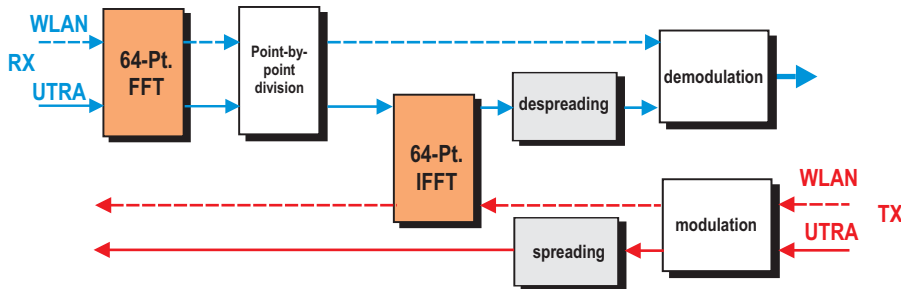 WLAN
RX
UTRA
64-Pt.
FFT
Point-by-
point
division
64-Pt.
IFFT
despreading
demodulation
WLAN
TX
UTRA
modulation
spreading